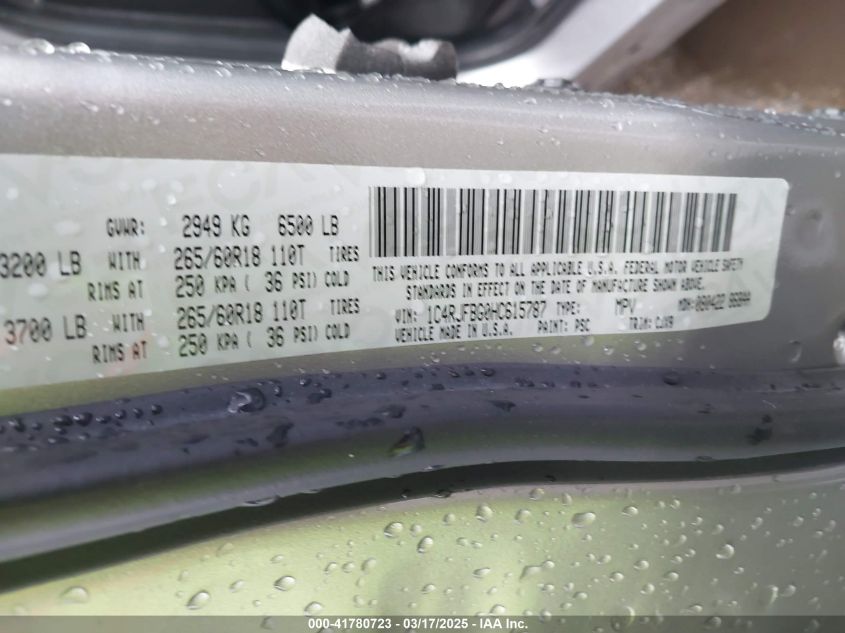 GVWR: 2949 KG 6500 LB
3200 LB WITH 265/60R18 110T TIRES
RIMS AT 250 KPA ( 36 PSI) COLD
3700 LB WITH 265/60R18 110T TIRES
RIMS AT 250 KPA ( 36 PSI) COLD
THIS VEHICLE CONFORMS TO ALL APPLICABLE U.S.A. FEDERAL MOTOR VEHICLE SAFETY
STANDARDS IN EFFECT ON THE DATE OF MANUFACTURE SHOWN ABOVE.
VIN: 1C4RJFBG0HC615787 TYPE: MPV MDH:
VEHICLE MADE IN U.S.A. PAINT: PSC TRIM:
000-41780723 - 03/17/2025 - IAA Inc.